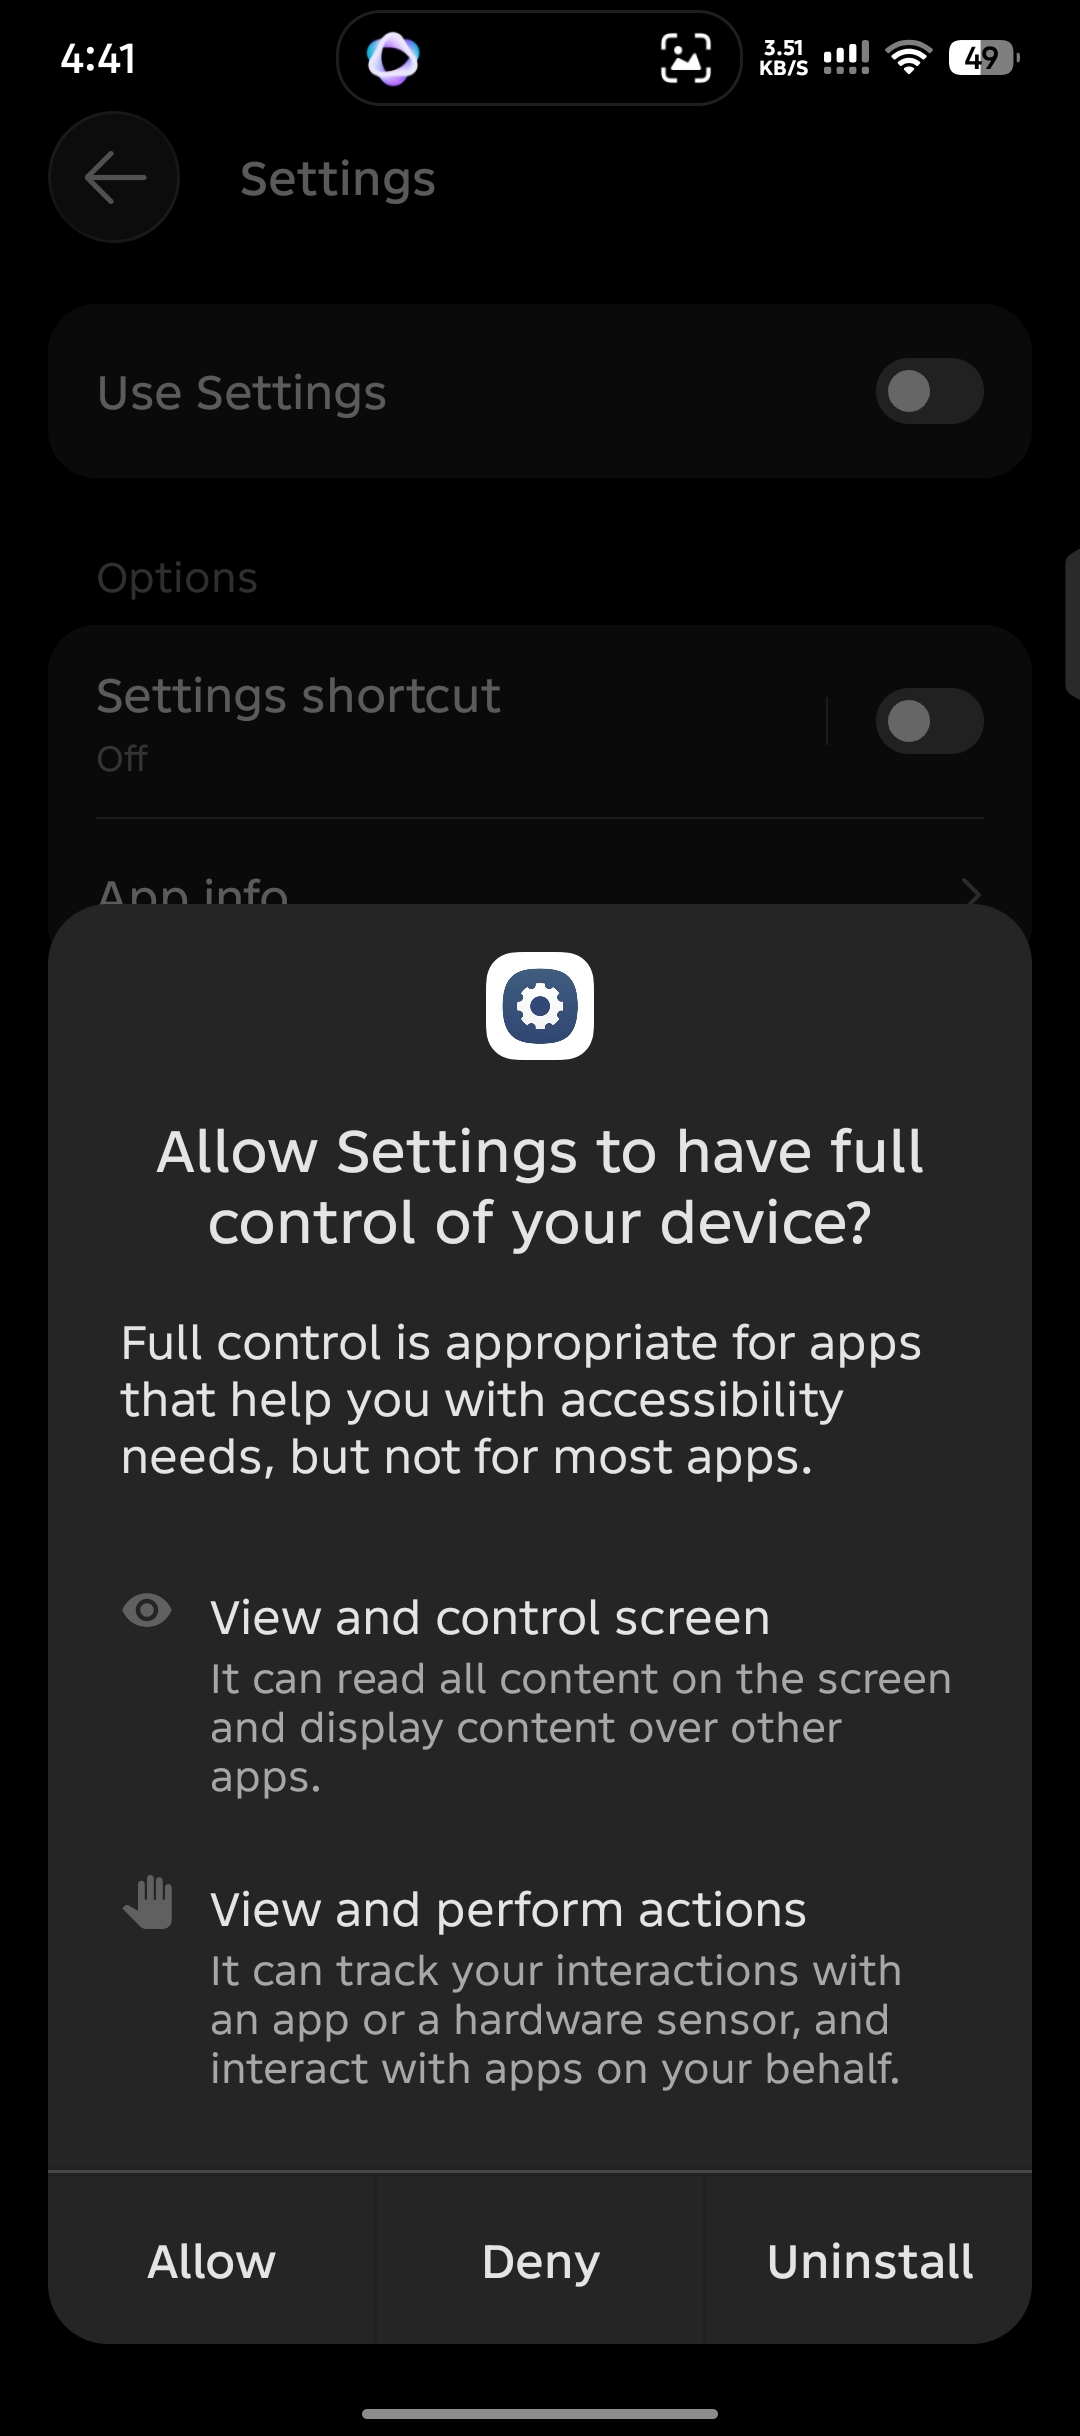 4:41
3.51
KB/S
49
Settings
Use Settings
Options
Settings shortcut
Off
App info
Allow Settings to have full
control of your device?
Full control is appropriate for apps
that help you with accessibility
needs, but not for most apps.
View and control screen
It can read all content on the screen
and display content over other
apps.
View and perform actions
It can track your interactions with
an app or a hardware sensor, and
interact with apps on your behalf.
Allow
Deny
Uninstall